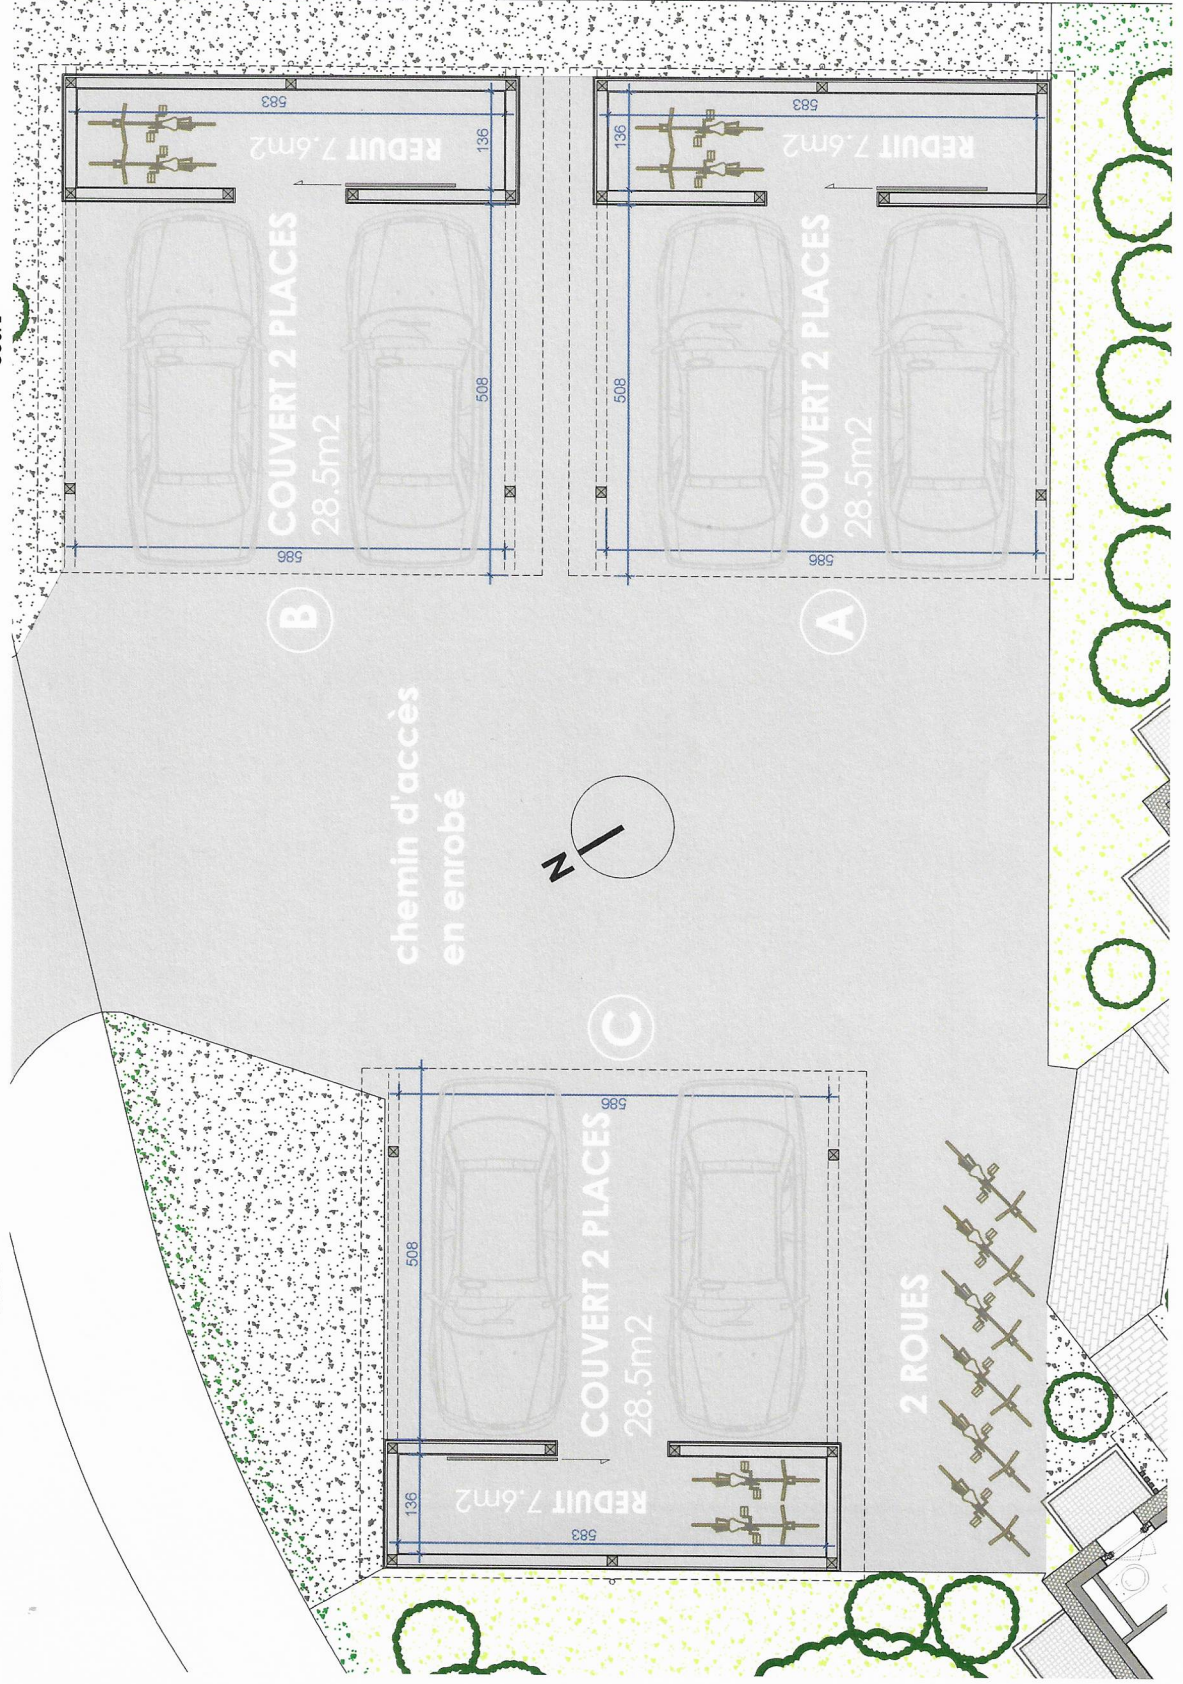 583
REDUIT 7.6m2
136
COUVERT 2 PLACES
28.5m2
508
586
B
583
REDUIT 7.6m2
136
COUVERT 2 PLACES
28.5m2
508
586
A
chemin d'accès
en enrobé
N
C
586
COUVERT 2 PLACES
28.5m2
508
REDUIT 7.6m2
136
583
2 ROUES